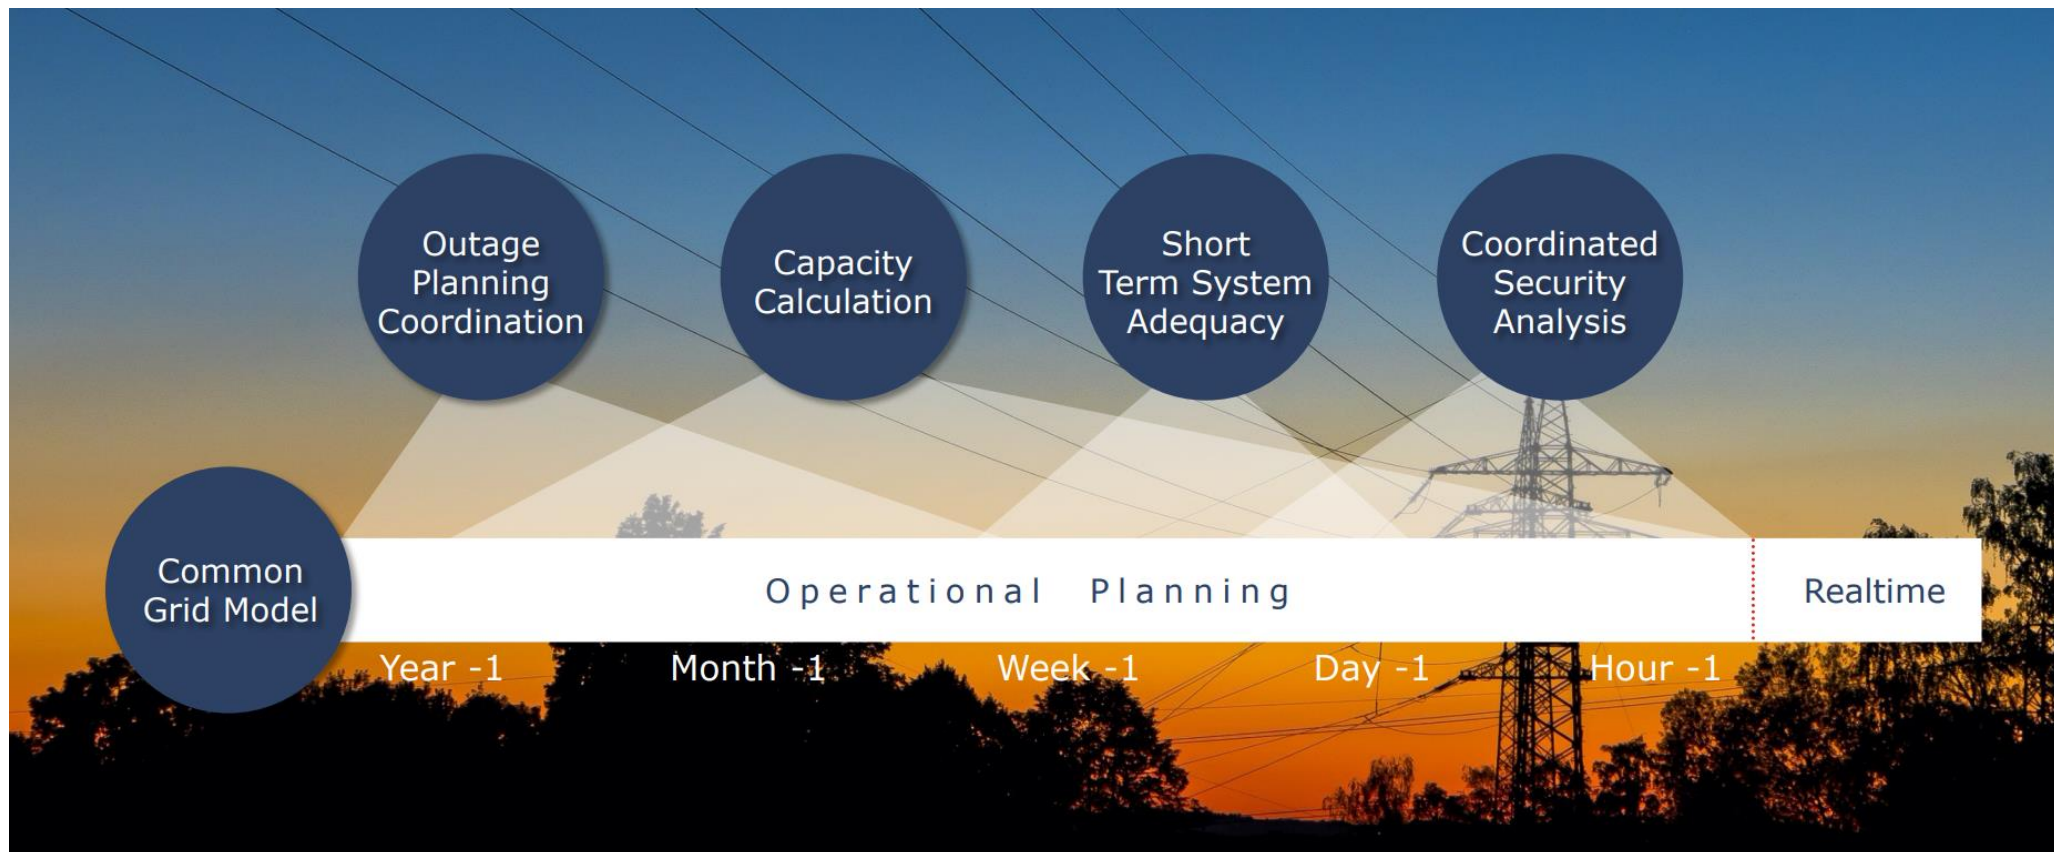 Outage
Planning
Coordination
Capacity
Calculation
Short
Term System
Adequacy
Coordinated
Security
Analysis
Common
Grid Model
Operational Planning
Realtime
Year -1
Month -1
Week -1
Day -1
Hour -1